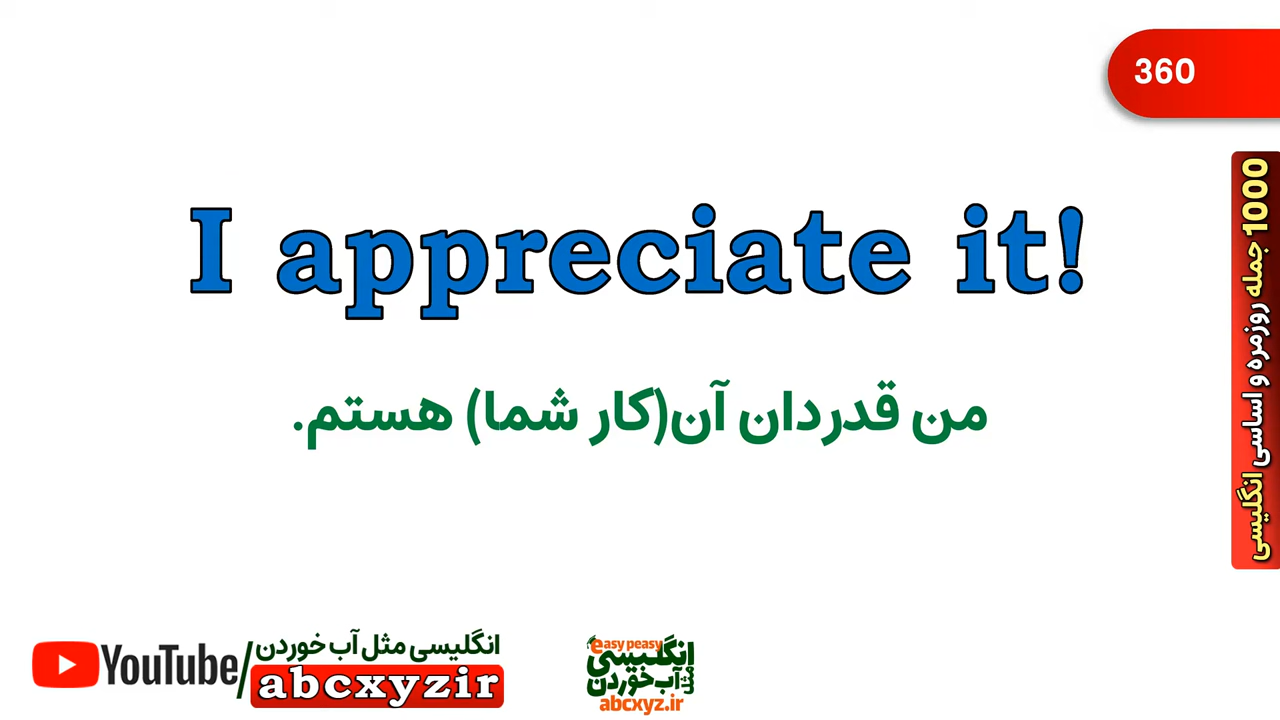 360
1000 جمله روزمره و اساسی انگلیسی
I appreciate it!
من قدردان آن(کار شما) هستم.
YouTube/
انگلیسی مثل آب خوردن
abcxyzir
easy peasy
انگلیسی
مثل
آب خوردن
abcxyz.ir